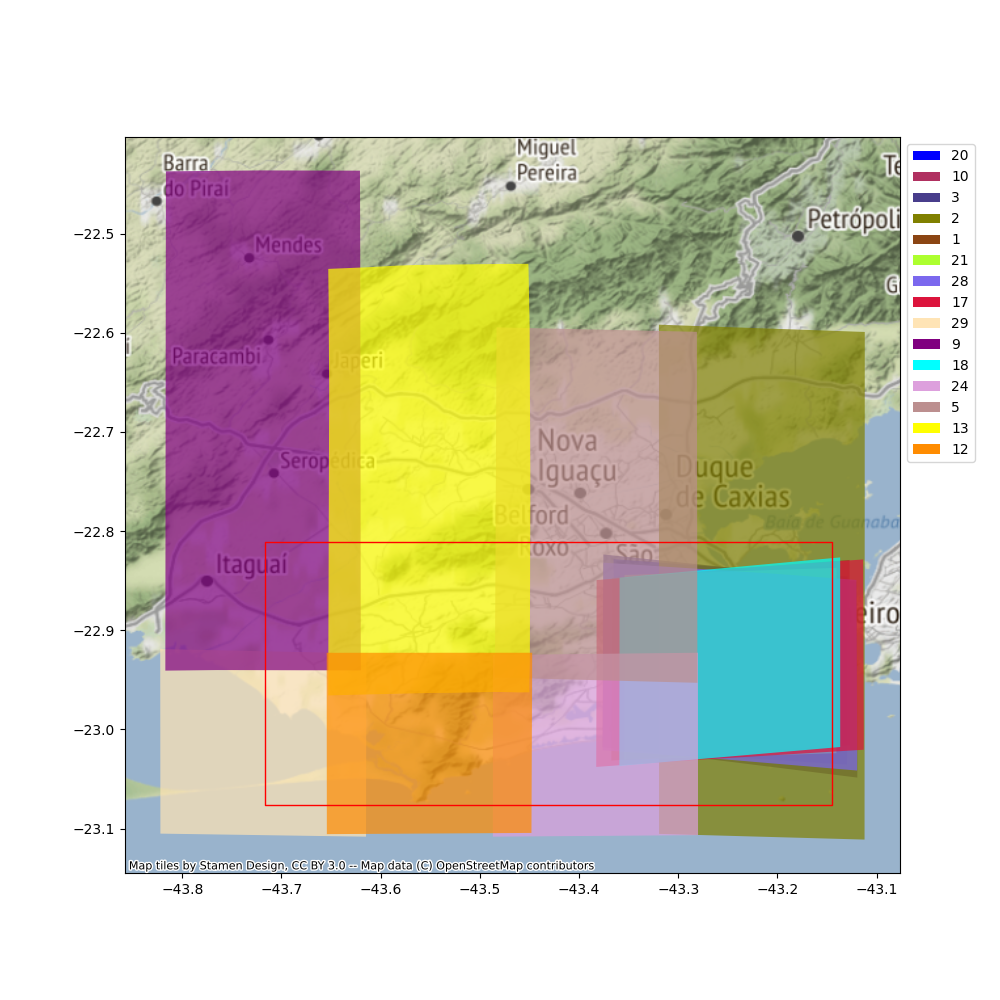 Barra
do Pirai
Miguel
Pereira
Te
Petrópoli
Mendes
G
i
Paracambi
Japeri
Nova
Iguaçu
Seropédica
Duque
de Caxias
Belford
Roxo
Baía de Guanaba
São
Itaguaí
eiro
Map tiles by Stamen Design, CC BY 3.0 -- Map data (C) OpenStreetMap contributors
−22.5
−22.6
−22.7
−22.8
−22.9
−23.0
−23.1
−43.8
−43.7
−43.6
−43.5
−43.4
−43.3
−43.2
−43.1
20
10
3
2
1
21
28
17
29
9
18
24
5
13
12